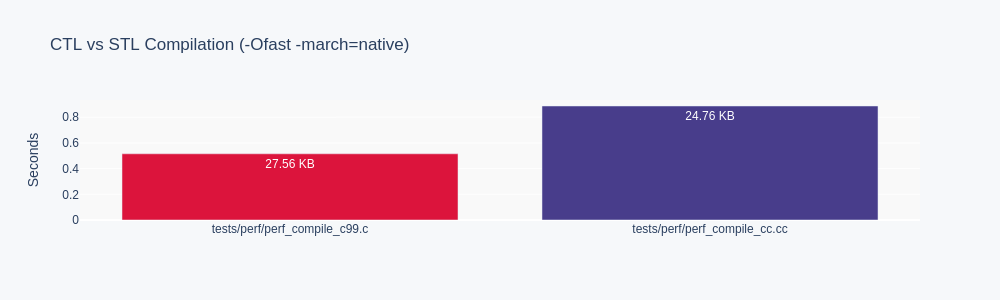 CTL vs STL Compilation (-Ofast -march=native)
Seconds
0.8
0.6
0.4
0.2
0
27.56 KB
24.76 KB
tests/perf/perf_compile_c99.c
tests/perf/perf_compile_cc.cc